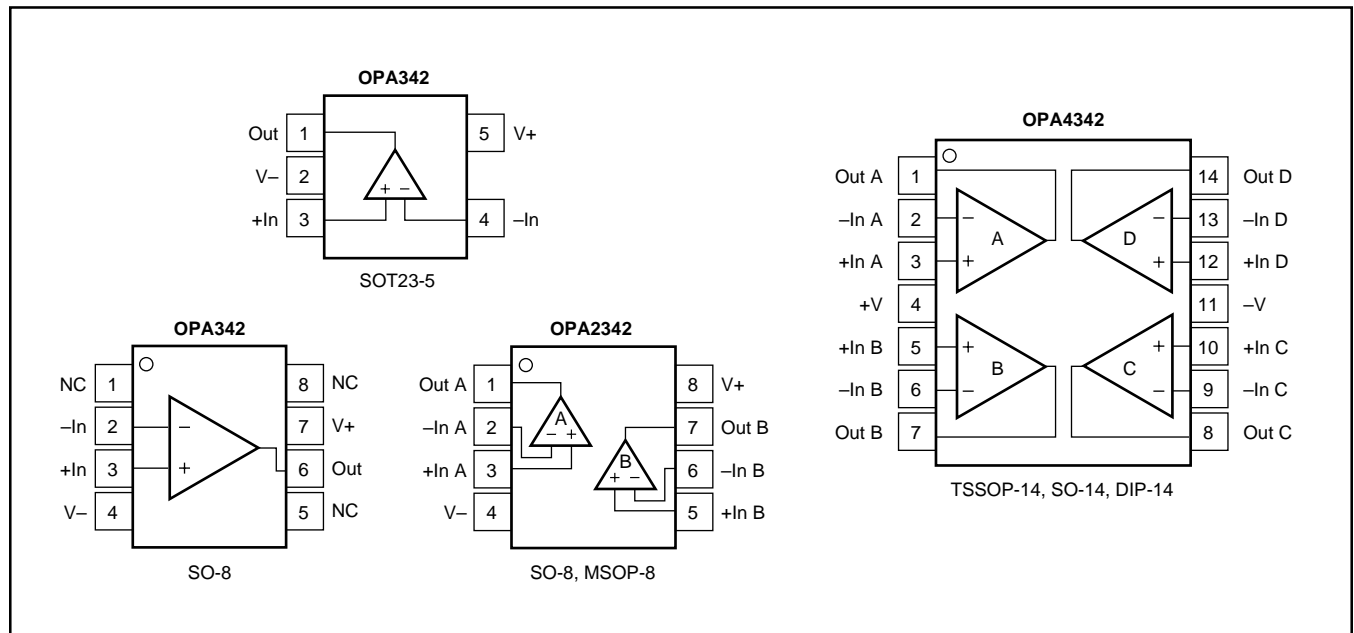 OPA342
Out 1
5 V+
V– 2
+In 3
4 –In
+ –
SOT23-5
OPA342
NC 1
8 NC
–In 2
7 V+
+In 3
6 Out
V– 4
5 NC
–
+
SO-8
OPA2342
Out A 1
8 V+
–In A 2
7 Out B
+In A 3
6 –In B
V– 4
5 +In B
A
– +
B
+ –
SO-8, MSOP-8
OPA4342
Out A 1
14 Out D
–In A 2
13 –In D
+In A 3
12 +In D
+V 4
11 –V
+In B 5
10 +In C
–In B 6
9 –In C
Out B 7
8 Out C
– –
A D
+ +
+ +
B C
– –
TSSOP-14, SO-14, DIP-14